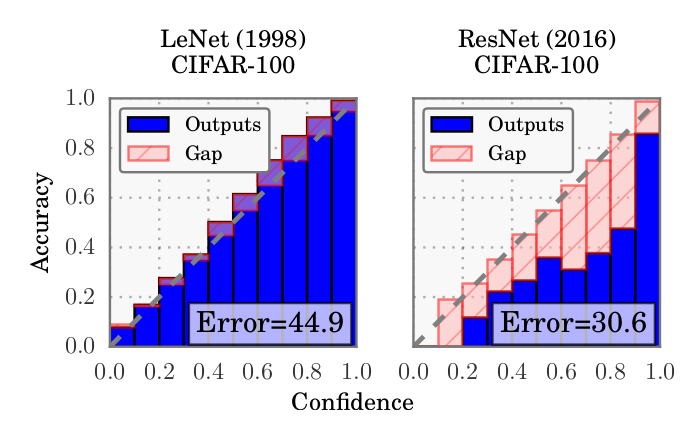 LeNet (1998)
CIFAR-100
ResNet (2016)
CIFAR-100
Accuracy
1.0
0.8
0.6
0.4
0.2
0.0
Outputs
Gap
Error=44.9
0.0 0.2 0.4 0.6 0.8 1.0
Outputs
Gap
Error=30.6
0.0 0.2 0.4 0.6 0.8 1.0
Confidence